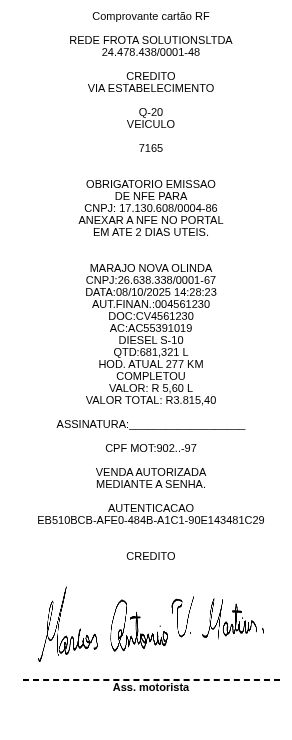 Comprovante cartão RF
REDE FROTA SOLUTIONSLTDA
24.478.438/0001-48
CREDITO
VIA ESTABELECIMENTO
Q-20
VEICULO
7165
OBRIGATORIO EMISSAO
DE NFE PARA
CNPJ: 17.130.608/0004-86
ANEXAR A NFE NO PORTAL
EM ATE 2 DIAS UTEIS.
MARAJO NOVA OLINDA
CNPJ:26.638.338/0001-67
DATA:08/10/2025 14:28:23
AUT.FINAN.:004561230
DOC:CV4561230
AC:AC55391019
DIESEL S-10
QTD:681,321 L
HOD. ATUAL 277 KM
COMPLETOU
VALOR: R 5,60 L
VALOR TOTAL: R3.815,40
ASSINATURA:___________________
CPF MOT:902..-97
VENDA AUTORIZADA
MEDIANTE A SENHA.
AUTENTICACAO
EB510BCB-AFE0-484B-A1C1-90E143481C29
CREDITO
Antonio
Ass. motorista